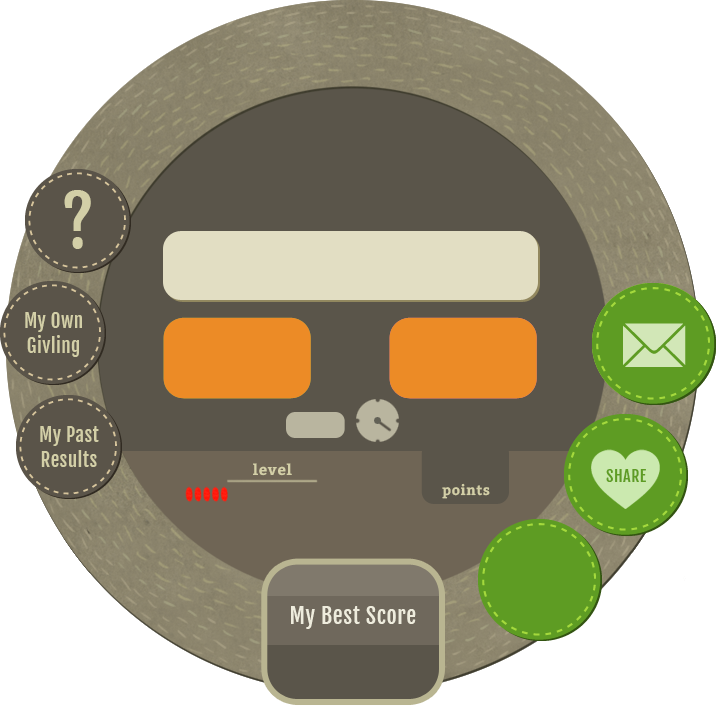 ?
My Own
Givling
My Past
Results
level
points
SHARE
My Best Score